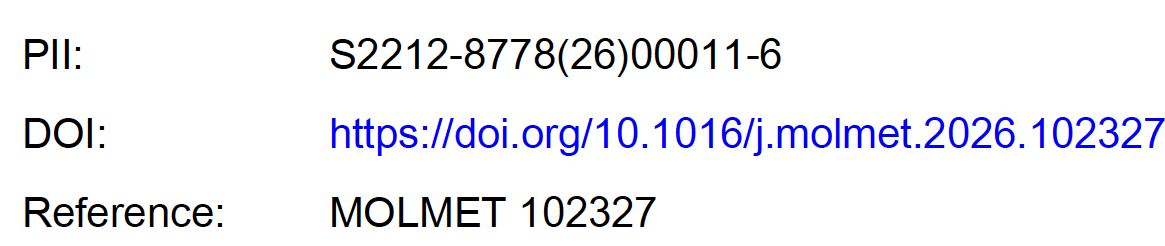 PII: S2212-8778(26)00011-6
DOI: https://doi.org/10.1016/j.molmet.2026.102327
Reference: MOLMET 102327